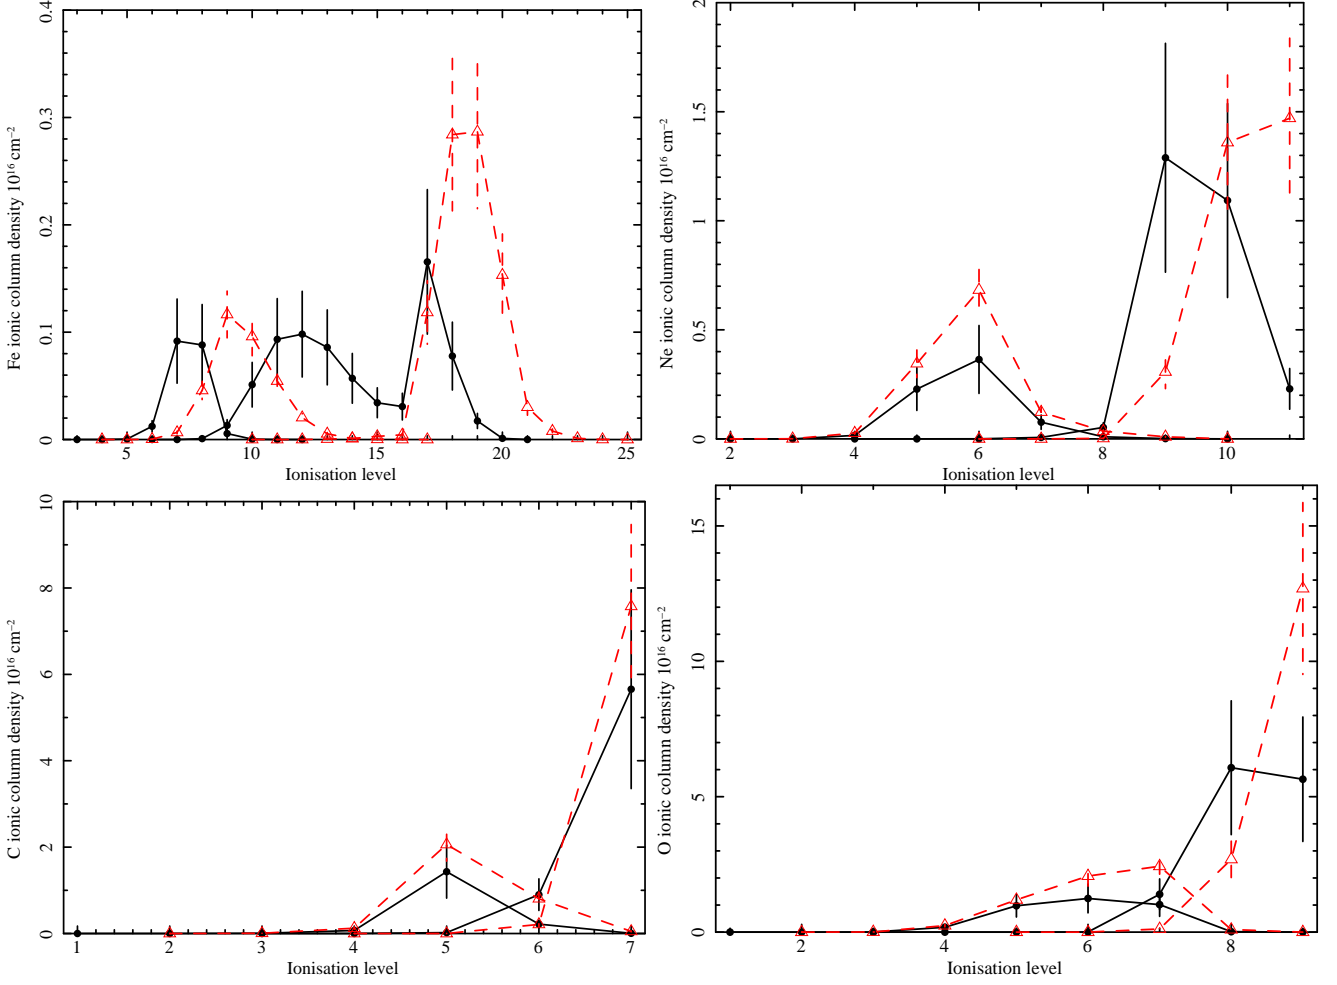 Fe ionic column density 10¹⁶ cm⁻²
0 0.1 0.2 0.3 0.4
5 10 15 20 25
Ionisation level
Ne ionic column density 10¹⁶ cm⁻²
0 0.5 1 1.5 2
2 4 6 8 10
Ionisation level
C ionic column density 10¹⁶ cm⁻²
0 2 4 6 8 10
1 2 3 4 5 6 7
Ionisation level
O ionic column density 10¹⁶ cm⁻²
0 5 10 15
2 4 6 8
Ionisation level